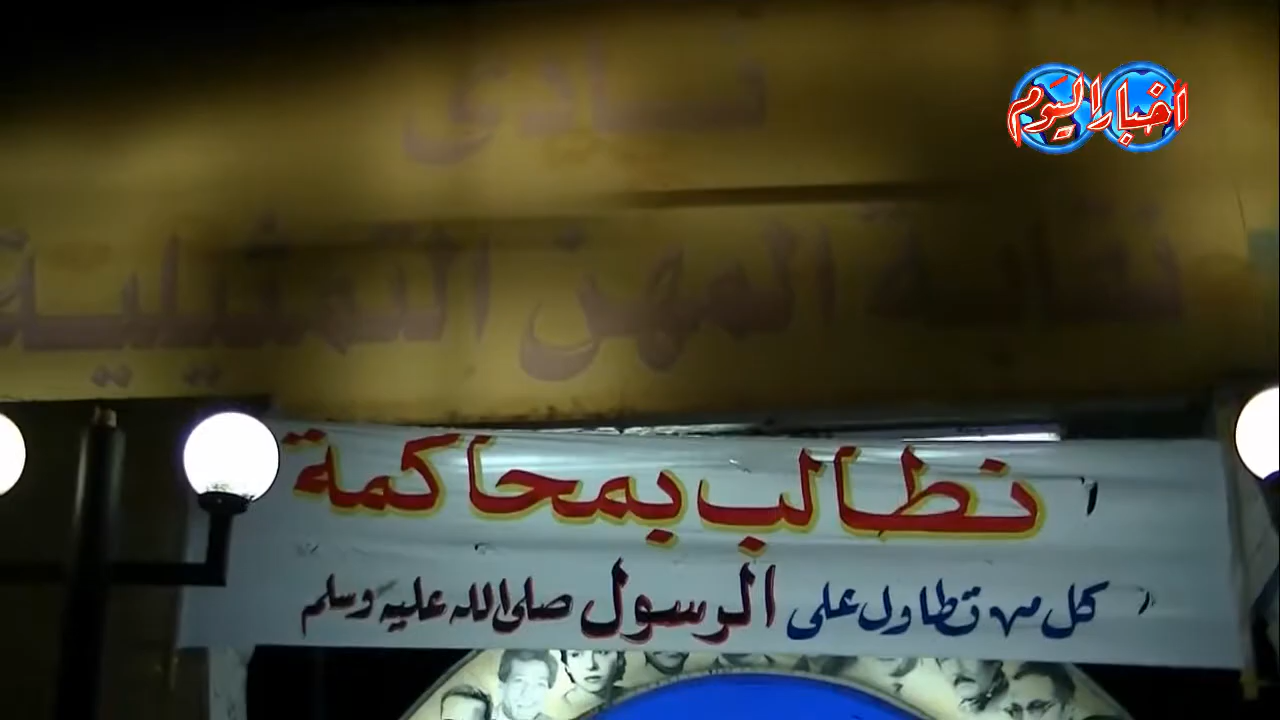 أخبار اليوم
نادي
نقابة المهن التمثيلية
نطالب بمحاكمة
كل من تطاول على الرسول صلى الله عليه وسلم